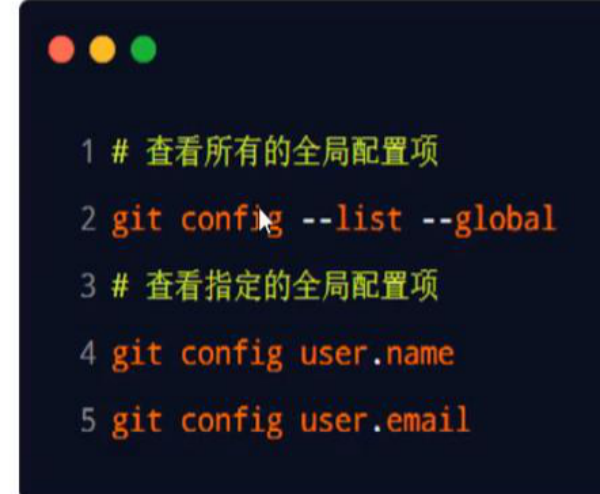 1 # 查看所有的全局配置项
2 git config --list --global
3 # 查看指定的全局配置项
4 git config user.name
5 git config user.email